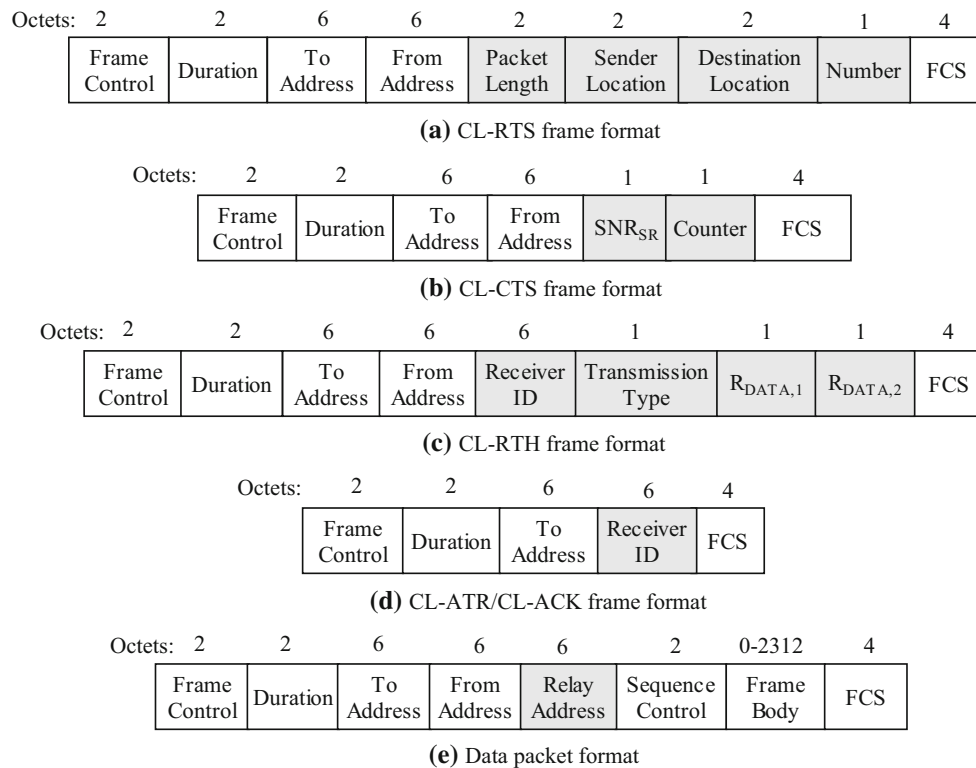 Octets: 2 2 6 6 2 2 2 1 4
Frame Control Duration To Address From Address Packet Length Sender Location Destination Location Number FCS
(a) CL-RTS frame format
Octets: 2 2 6 6 1 1 4
Frame Control Duration To Address From Address SNRSR Counter FCS
(b) CL-CTS frame format
Octets: 2 2 6 6 6 1 1 1 4
Frame Control Duration To Address From Address Receiver ID Transmission Type RDATA,1 RDATA,2 FCS
(c) CL-RTH frame format
Octets: 2 2 6 6 4
Frame Control Duration To Address Receiver ID FCS
(d) CL-ATR/CL-ACK frame format
Octets: 2 2 6 6 6 2 0-2312 4
Frame Control Duration To Address From Address Relay Address Sequence Control Frame Body FCS
(e) Data packet format